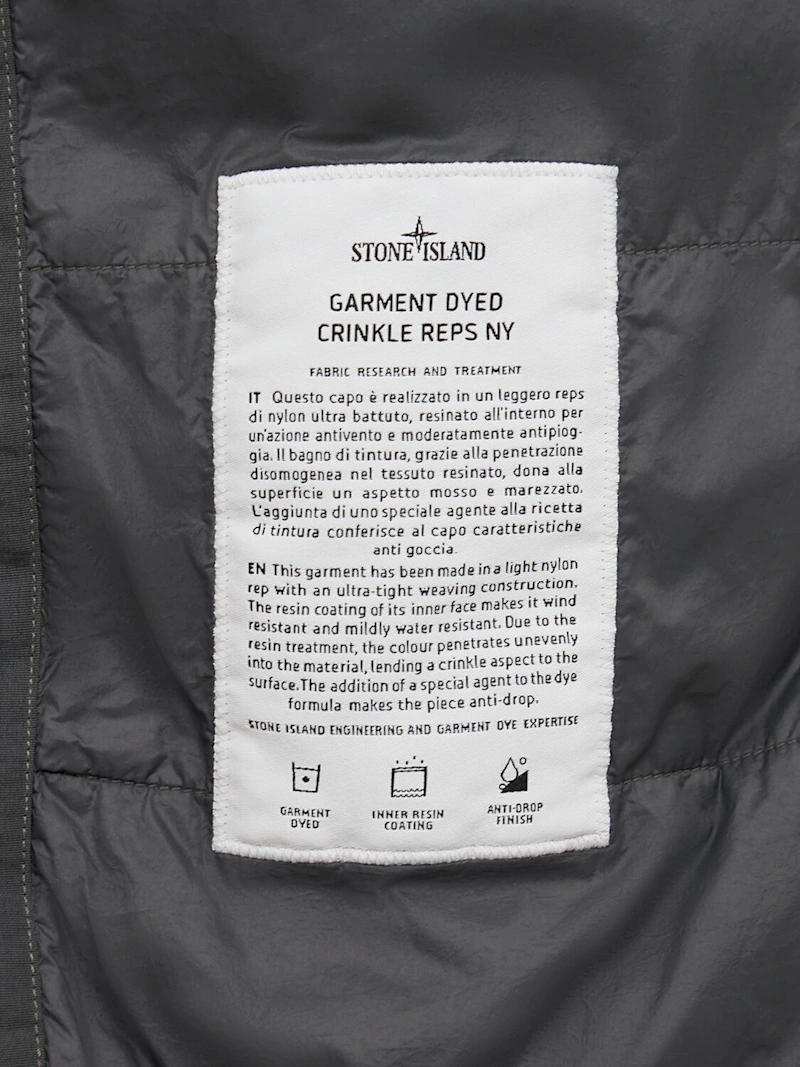 STONE ISLAND
GARMENT DYED
CRINKLE REPS NY
FABRIC RESEARCH AND TREATMENT
IT Questo capo è realizzato in un leggero reps
di nylon ultra battuto, resinato all'interno per
un'azione antivento e moderatamente antipiog-
gia. Il bagno di tintura, grazie alla penetrazione
disomogenea nel tessuto resinato, dona alla
superficie un aspetto mosso e marezzato.
L'aggiunta di uno speciale agente alla ricetta
di tintura conferisce al capo caratteristiche
anti goccia.
EN This garment has been made in a light nylon
rep with an ultra-tight weaving construction.
The resin coating of its inner face makes it wind
resistant and mildly water resistant. Due to the
resin treatment, the colour penetrates unevenly
into the material, lending a crinkle aspect to the
surface. The addition of a special agent to the dye
formula makes the piece anti-drop.
STONE ISLAND ENGINEERING AND GARMENT DYE EXPERTISE
GARMENT
DYED
INNER RESIN
COATING
ANTI-DROP
FINISH